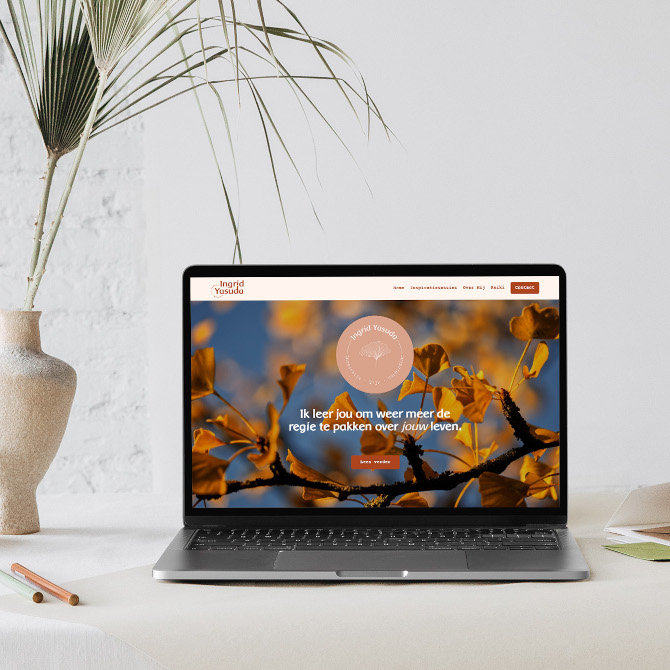 Ingrid
Yasuda
Home Inspiratiesessies Over Mij Reiki Contact
Ingrid Yasuda
Ik leer jou om weer meer de
regie te pakken over jouw leven.
Lees verder